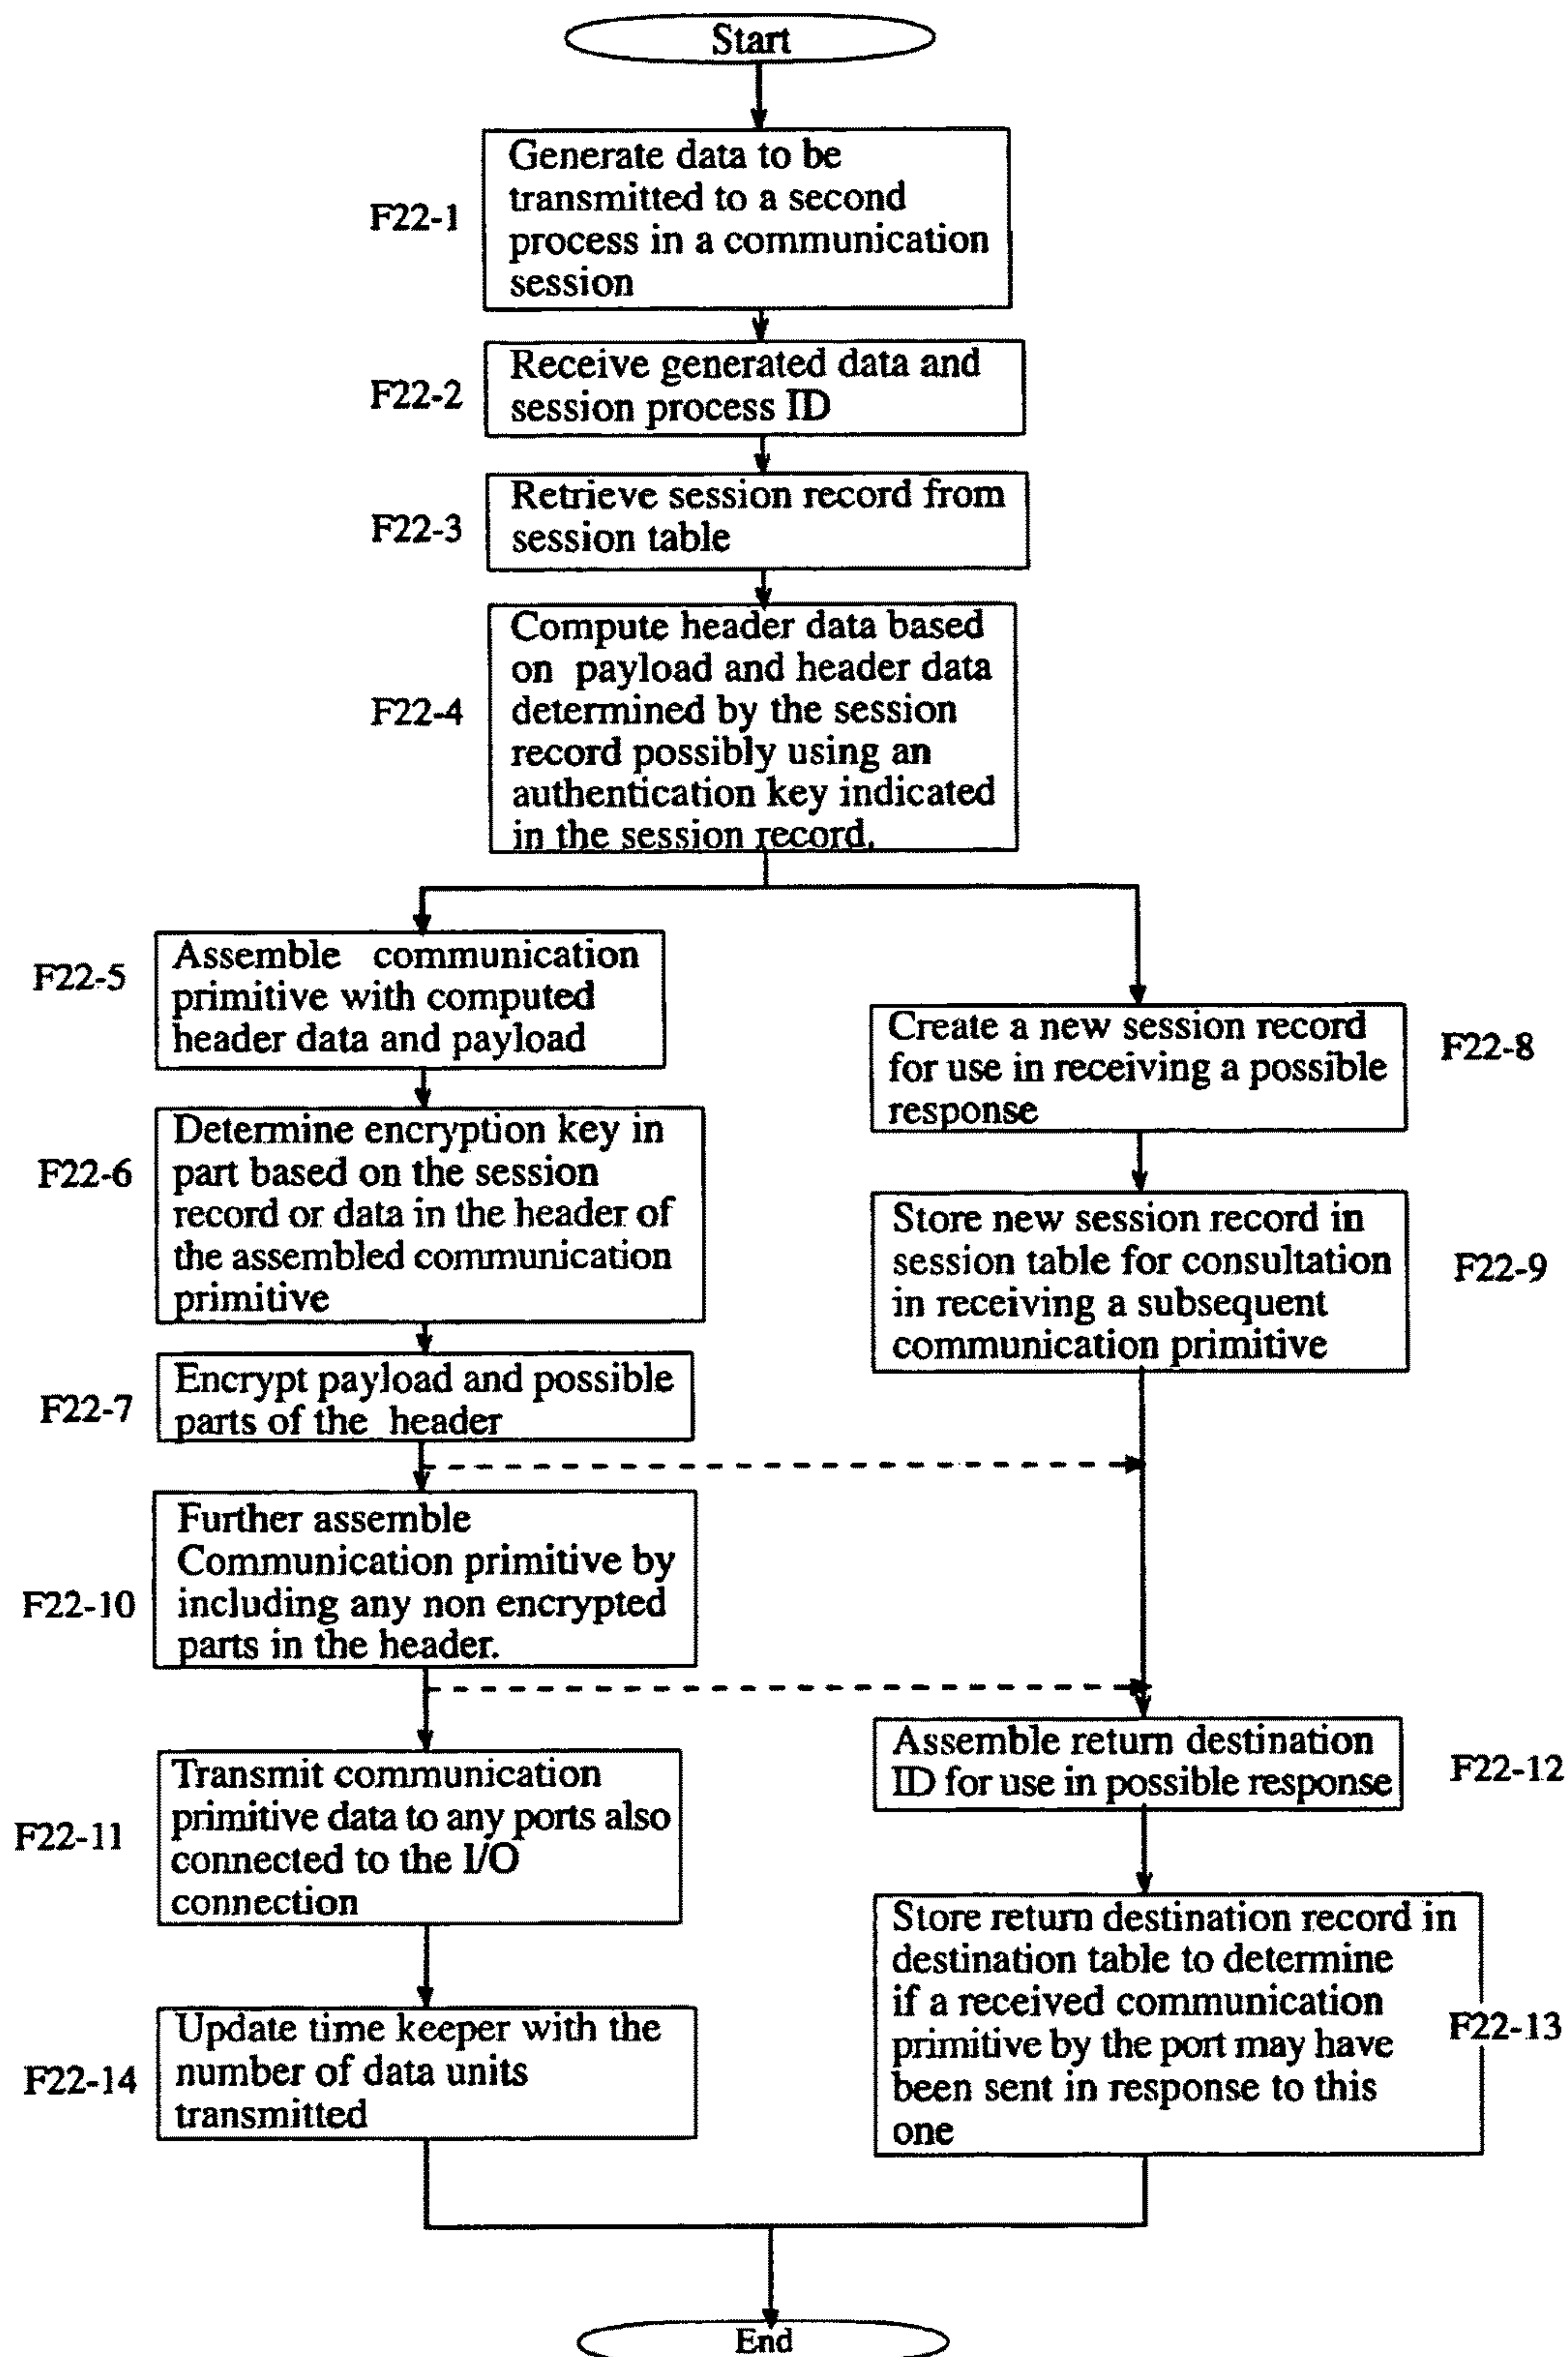 Start
F22-1
Generate data to be
transmitted to a second
process in a communication
session
F22-2
Receive generated data and
session process ID
F22-3
Retrieve session record from
session table
F22-4
Compute header data based
on payload and header data
determined by the session
record possibly using an
authentication key indicated
in the session record.
F22-5
Assemble communication
primitive with computed
header data and payload
F22-8
Create a new session record
for use in receiving a possible
response
F22-6
Determine encryption key in
part based on the session
record or data in the header of
the assembled communication
primitive
F22-9
Store new session record in
session table for consultation
in receiving a subsequent
communication primitive
F22-7
Encrypt payload and possible
parts of the header
F22-10
Further assemble
Communication primitive by
including any non encrypted
parts in the header.
F22-12
Assemble return destination
ID for use in possible response
F22-11
Transmit communication
primitive data to any ports also
connected to the I/O
connection
F22-13
Store return destination record in
destination table to determine
if a received communication
primitive by the port may have
been sent in response to this
one
F22-14
Update time keeper with the
number of data units
transmitted
End